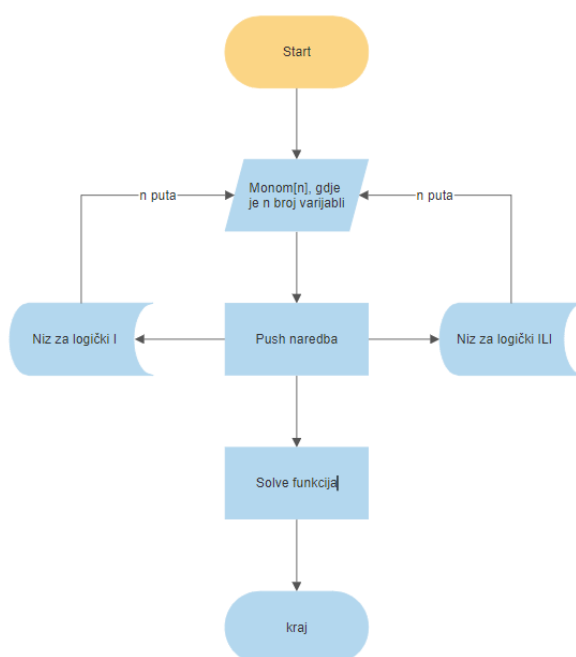 Start
Monom[n], gdje
je n broj varijabli
n puta
n puta
Niz za logički I
Push naredba
Niz za logički ILI
Solve funkcija
kraj